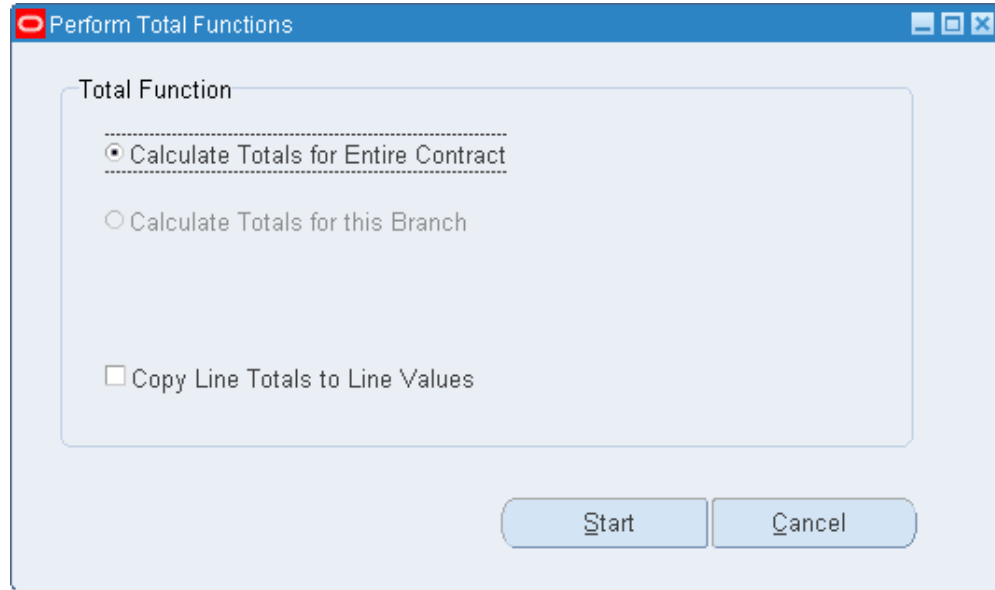 Perform Total Functions
Total Function
Calculate Totals for Entire Contract
Calculate Totals for this Branch
Copy Line Totals to Line Values
Start
Cancel